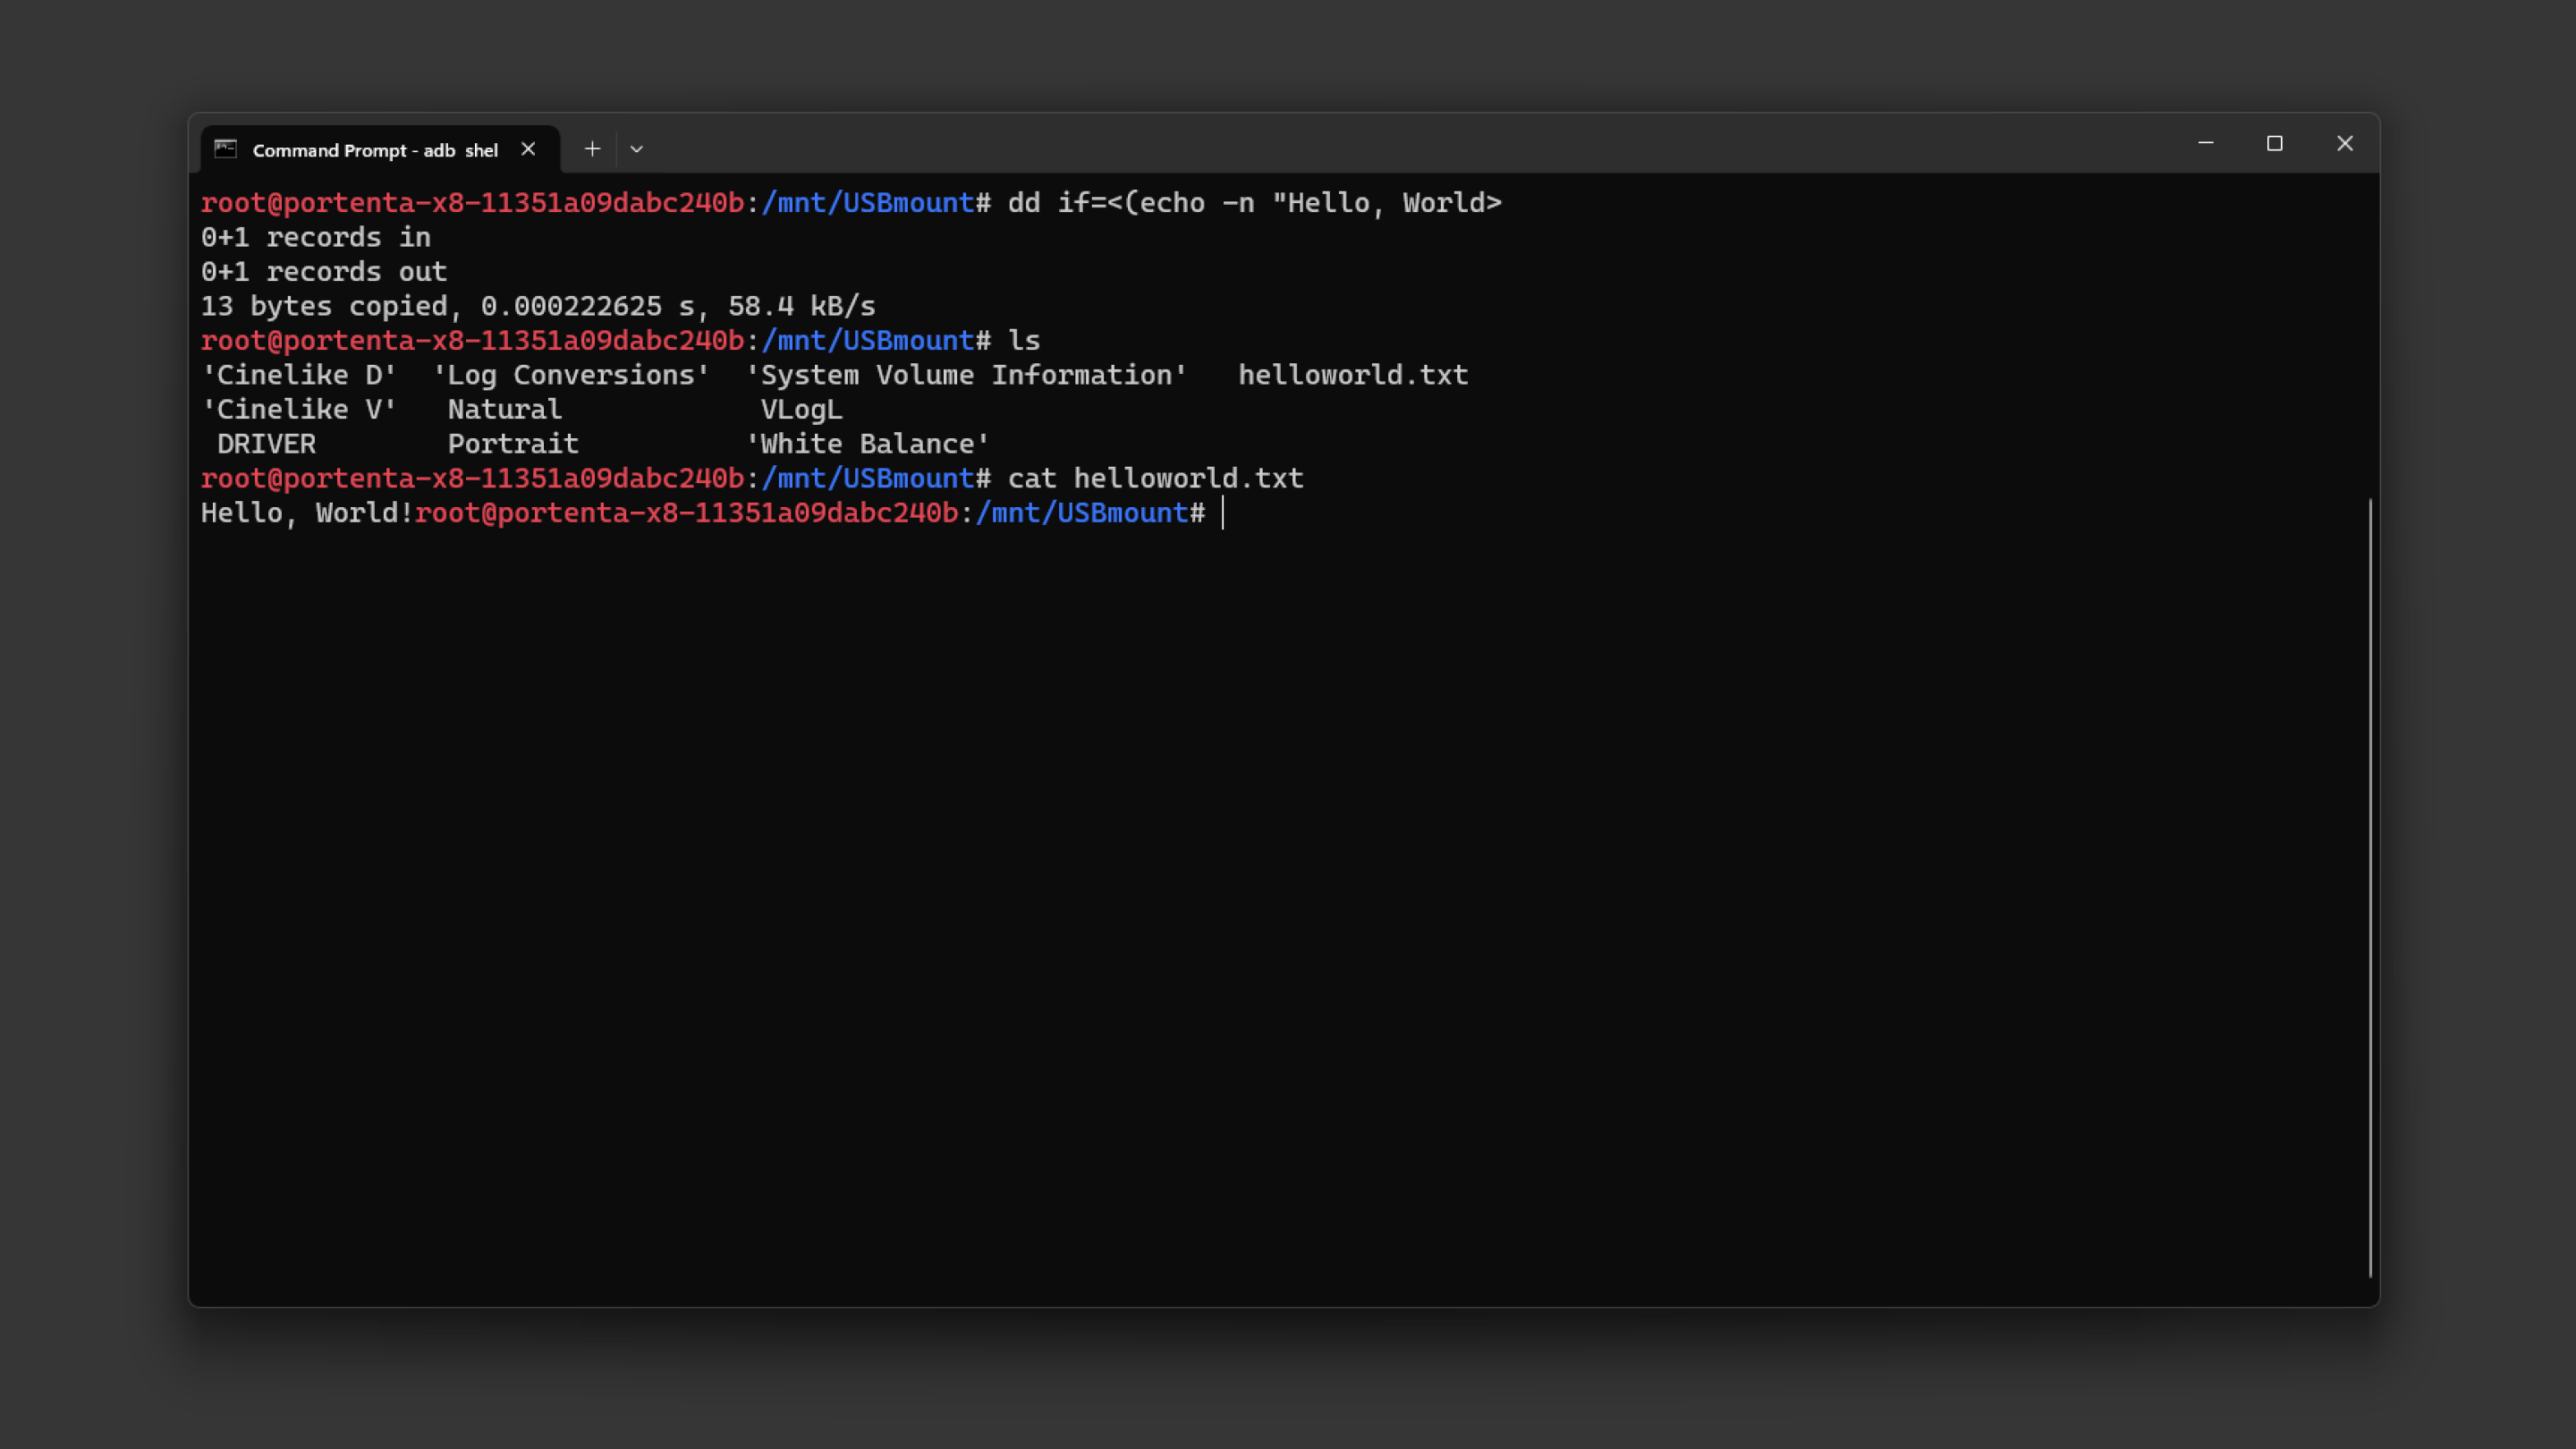 Command Prompt - adb  shel
root@portenta-x8-11351a09dabc240b:/mnt/USBmount# dd if=<(echo -n "Hello, World>
0+1 records in
0+1 records out
13 bytes copied, 0.000222625 s, 58.4 kB/s
root@portenta-x8-11351a09dabc240b:/mnt/USBmount# ls
'Cinelike D'  'Log Conversions'  'System Volume Information'   helloworld.txt
'Cinelike V'   Natural            VLogL
 DRIVER        Portrait          'White Balance'
root@portenta-x8-11351a09dabc240b:/mnt/USBmount# cat helloworld.txt
Hello, World!root@portenta-x8-11351a09dabc240b:/mnt/USBmount#